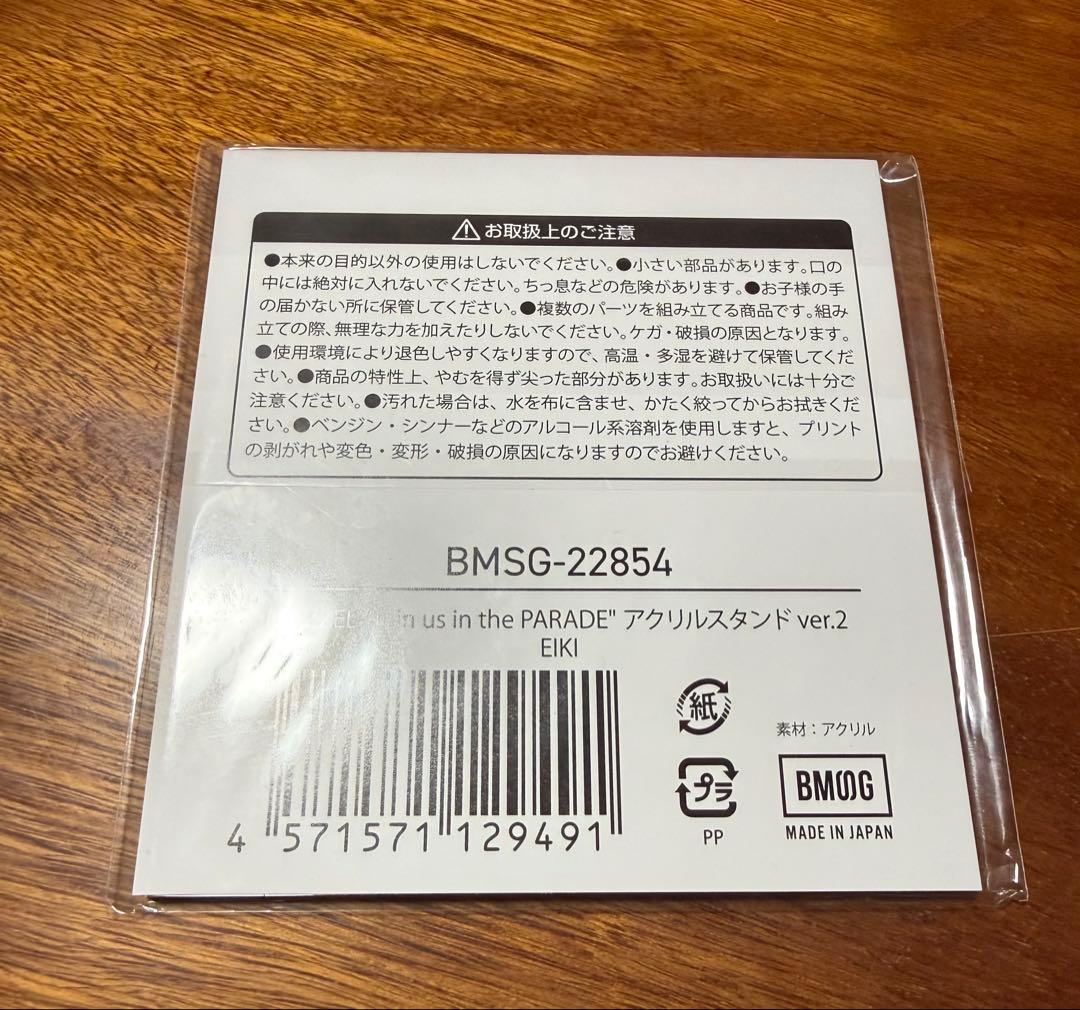 ⚠お取扱上のご注意
●本来の目的以外の使用はしないでください。●小さい部品があります。口の
中には絶対に入れないでください。ちっ息などの危険があります。●お子様の手
の届かない所に保管してください。●複数のパーツを組み立てる商品です。組み
立ての際、無理な力を加えたりしないでください。ケガ・破損の原因となります。
●使用環境により退色しやすくなりますので、高温・多湿を避けて保管してくだ
さい。●商品の特性上、やむを得ず尖った部分があります。お取扱いには十分ご
注意ください。●汚れた場合は、水を布に含ませ、かたく絞ってからお拭きくだ
さい。●ベンジン・シンナーなどのアルコール系溶剤を使用しますと、プリント
の剥がれや変色・変形・破損の原因になりますのでお避けください。
BMSG-22854
us in the PARADE" アクリルスタンド ver.2
EIKI
4 571571 129491
紙
素材：アクリル
プラ
PP
BMSG
MADE IN JAPAN